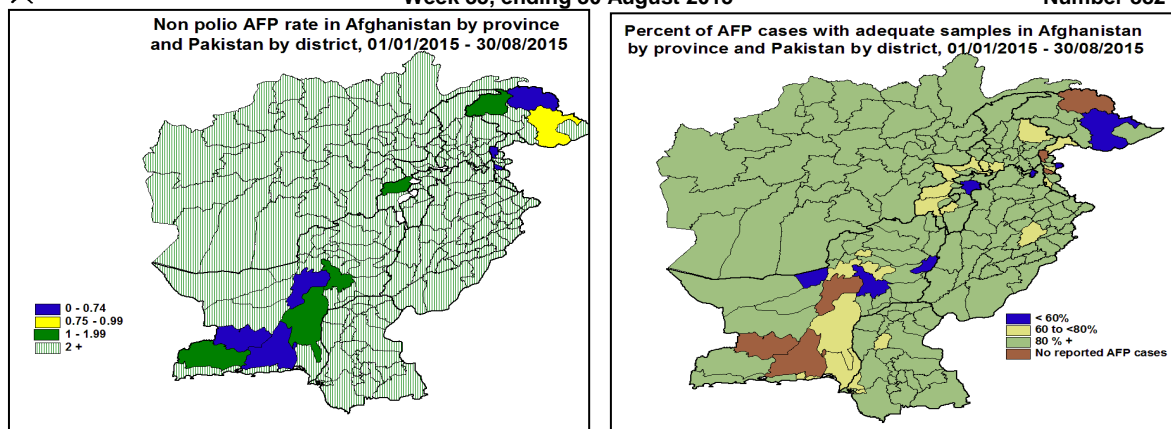 Week 35, ending 30 August 2015 Number
Non polio AFP rate in Afghanistan by province
and Pakistan by district, 01/01/2015 - 30/08/2015
0 - 0.74
0.75 - 0.99
1 - 1.99
2 +
Percent of AFP cases with adequate samples in Afghanistan
by province and Pakistan by district, 01/01/2015 - 30/08/2015
< 60%
60 to <80%
80 % +
No reported AFP cases